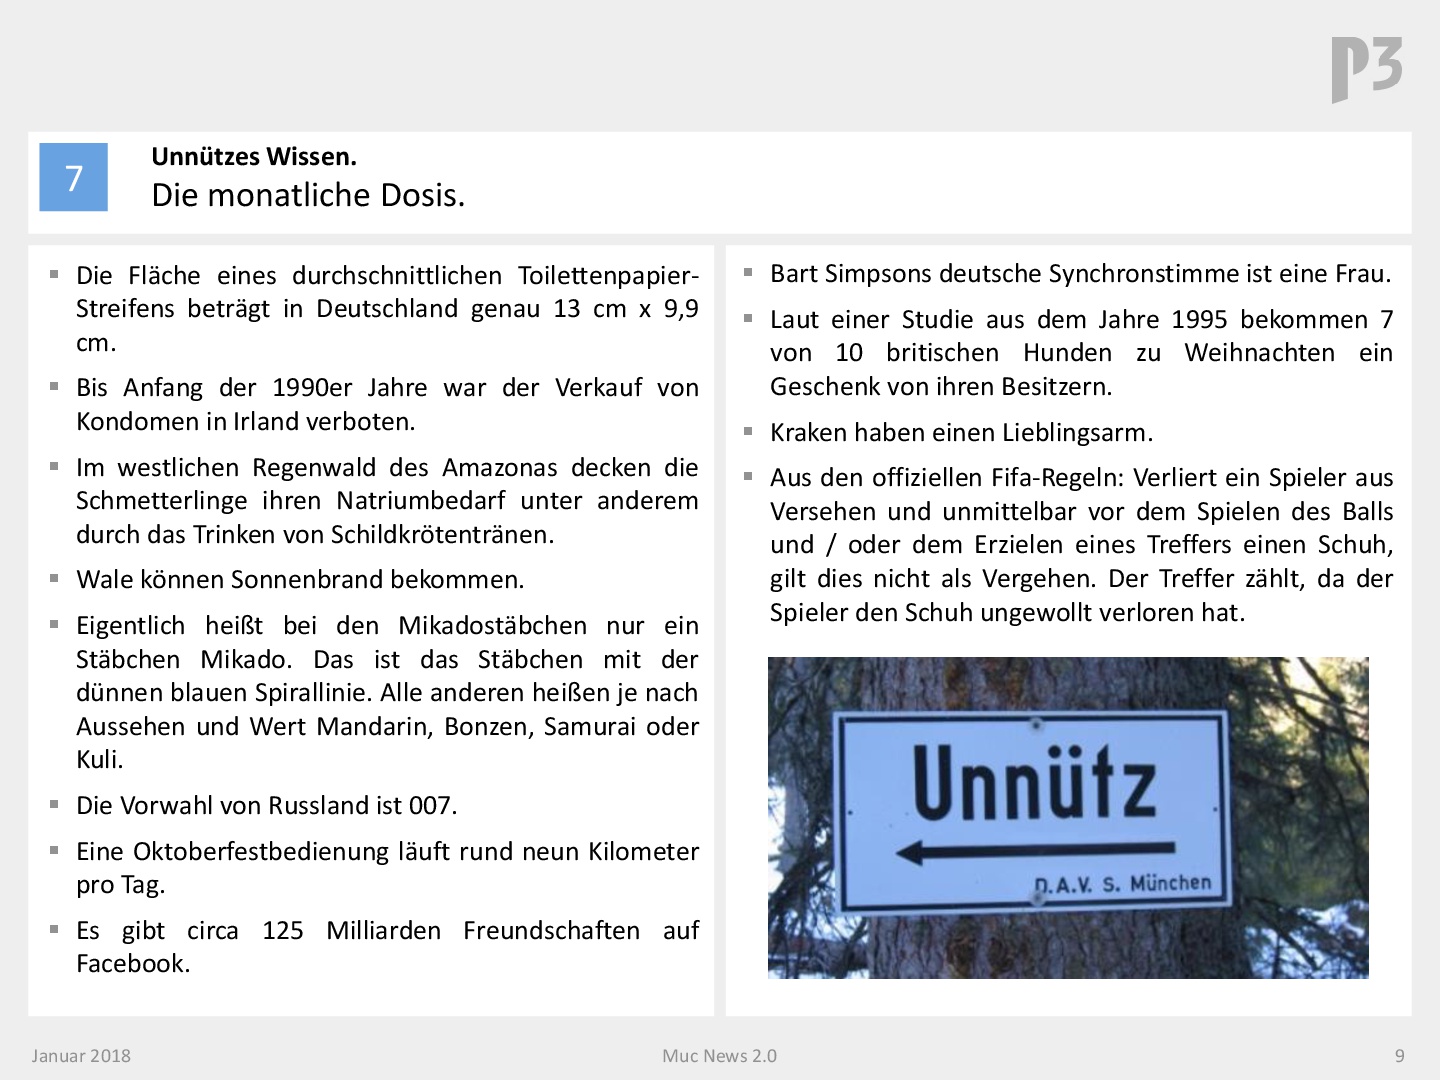 P3
7
Unnützes Wissen.
Die monatliche Dosis.
Die Fläche eines durchschnittlichen Toilettenpapier-
Streifens beträgt in Deutschland genau 13 cm x 9,9
cm.
Bis Anfang der 1990er Jahre war der Verkauf von
Kondomen in Irland verboten.
Im westlichen Regenwald des Amazonas decken die
Schmetterlinge ihren Natriumbedarf unter anderem
durch das Trinken von Schildkrötentränen.
Wale können Sonnenbrand bekommen.
Eigentlich heißt bei den Mikadostäbchen nur ein
Stäbchen Mikado. Das ist das Stäbchen mit der
dünnen blauen Spirallinie. Alle anderen heißen je nach
Aussehen und Wert Mandarin, Bonzen, Samurai oder
Kuli.
Die Vorwahl von Russland ist 007.
Eine Oktoberfestbedienung läuft rund neun Kilometer
pro Tag.
Es gibt circa 125 Milliarden Freundschaften auf
Facebook.
Bart Simpsons deutsche Synchronstimme ist eine Frau.
Laut einer Studie aus dem Jahre 1995 bekommen 7
von 10 britischen Hunden zu Weihnachten ein
Geschenk von ihren Besitzern.
Kraken haben einen Lieblingsarm.
Aus den offiziellen Fifa-Regeln: Verliert ein Spieler aus
Versehen und unmittelbar vor dem Spielen des Balls
und / oder dem Erzielen eines Treffers einen Schuh,
gilt dies nicht als Vergehen. Der Treffer zählt, da der
Spieler den Schuh ungewollt verloren hat.
Unnütz
D.A.V. S. München
Januar 2018
Muc News 2.0
9